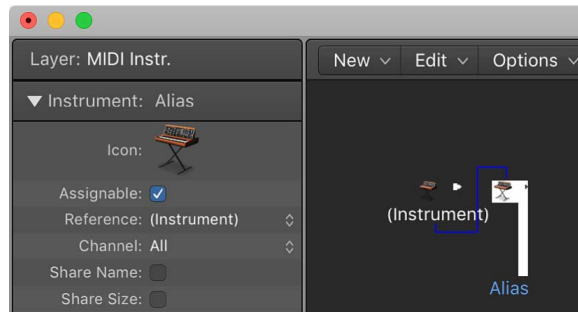 Layer: MIDI Instr.
New Edit Options
Instrument: Alias
Icon:
Assignable:
Reference: (Instrument)
Channel: All
Share Name:
Share Size:
(Instrument)
Alias